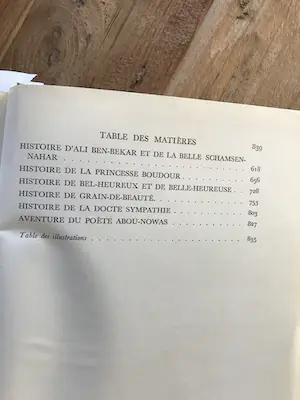 TABLE DES MATIÈRES 839
HISTOIRE D'ALI BEN-BEKAR ET DE LA BELLE SCHAMSEN-
NAHAR . . . . . . . . . . . . . . . . . . 618
HISTOIRE DE LA PRINCESSE BOUDOUR . . . . . . . 656
HISTOIRE DE BEL-HEUREUX ET DE BELLE-HEUREUSE . . 728
HISTOIRE DE GRAIN-DE-BEAUTÉ. . . . . . . . . . 753
HISTOIRE DE LA DOCTE SYMPATHIE . . . . . . . . 803
AVENTURE DU POÈTE ABOU-NOWAS . . . . . . . . 827
Table des illustrations . . . . . . . . . . . . . 835